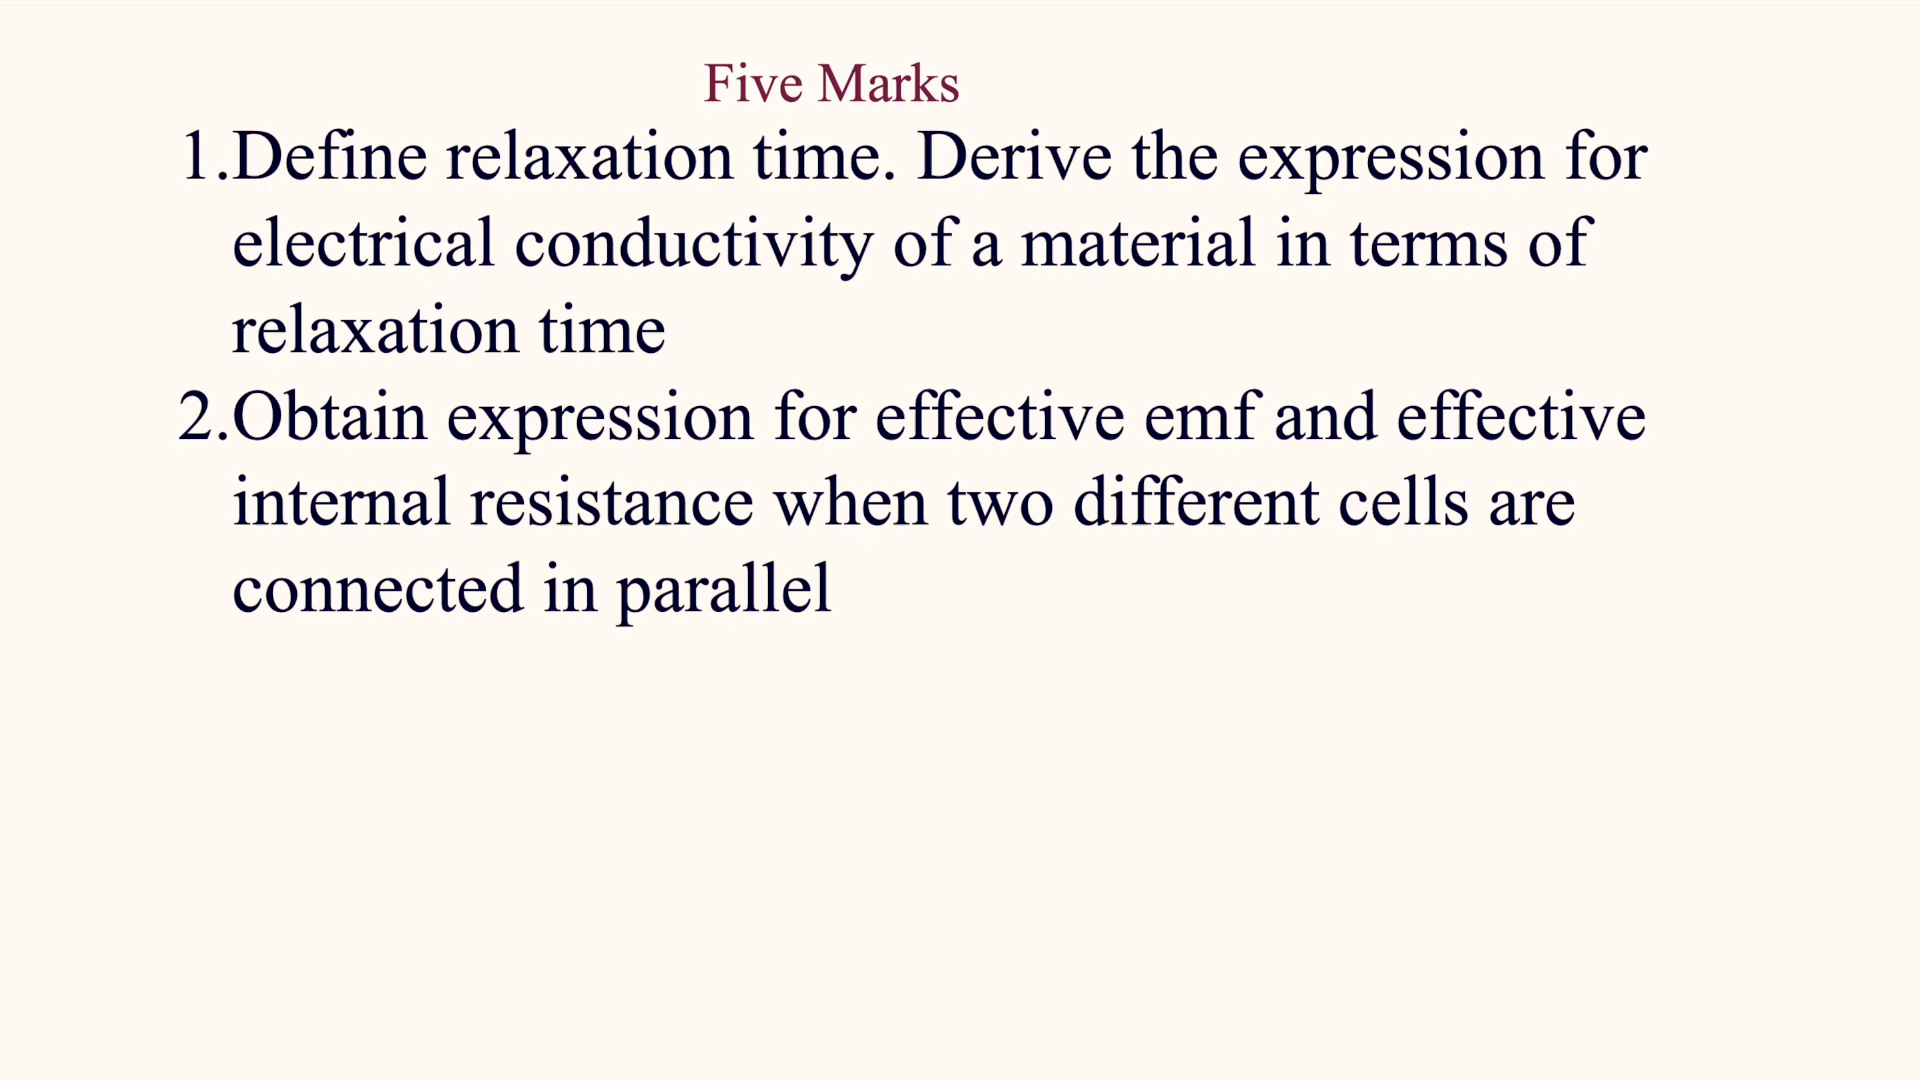 Five Marks
1.Define relaxation time. Derive the expression for
electrical conductivity of a material in terms of
relaxation time
2.Obtain expression for effective emf and effective
internal resistance when two different cells are
connected in parallel